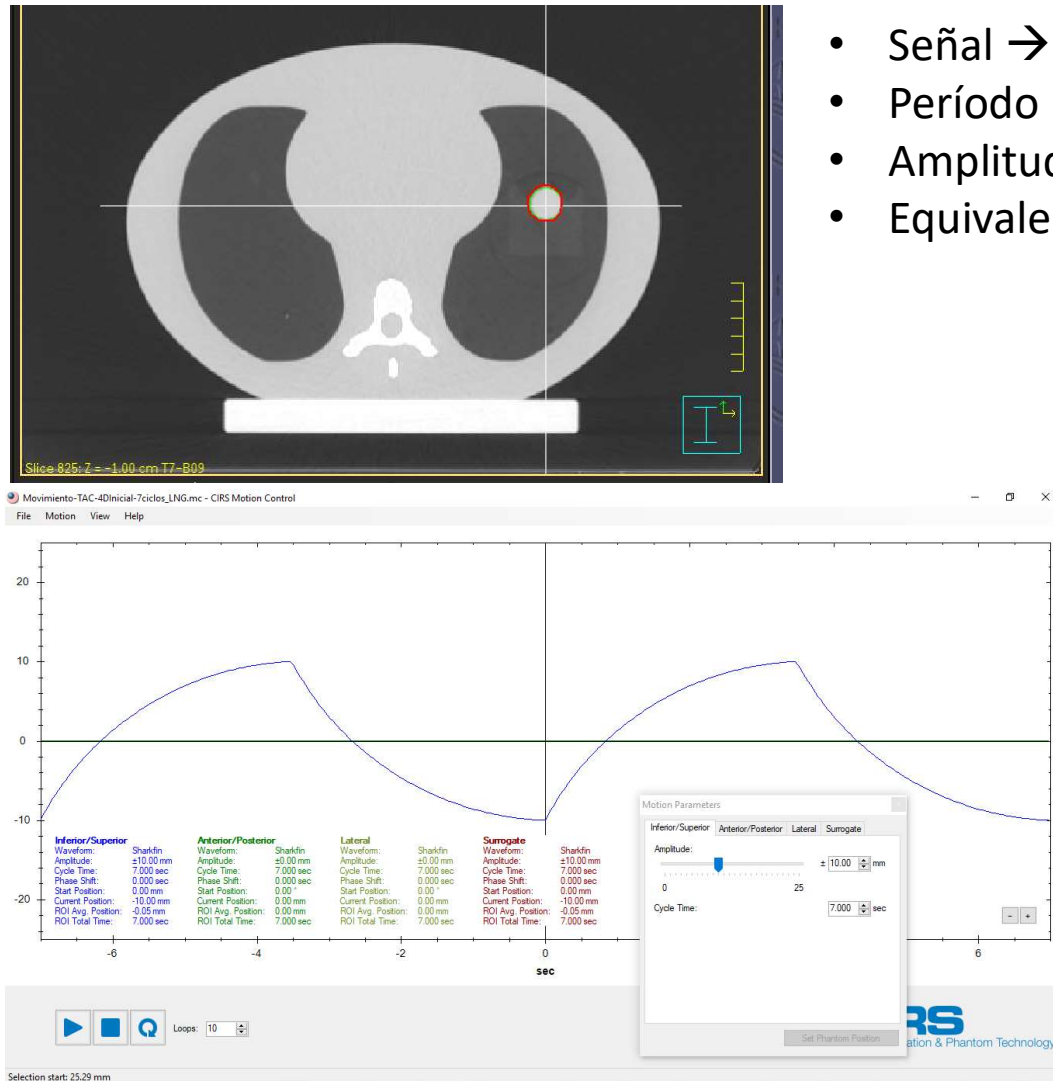 • Señal →
• Período
• Amplitud
• Equivale
Slice 825: Z = -1.00 cm T7-B09
Movimiento-TAC-4DInicial-7ciclos_LNG.mc - CIRS Motion Control
File Motion View Help
20
10
0
-10
-20
Inferior/Superior
Waveform: Sharkfin
Amplitude: ±10.00 mm
Cycle Time: 7.000 sec
Phase Shift: 0.000 sec
Start Position: 0.00 mm
Current Position: -10.00 mm
ROI Avg. Position: -0.05 mm
ROI Total Time: 7.000 sec
Anterior/Posterior
Waveform: Sharkfin
Amplitude: ±0.00 mm
Cycle Time: 7.000 sec
Phase Shift: 0.000 sec
Start Position: 0.00 °
Current Position: 0.00 mm
ROI Avg. Position: 0.00 mm
ROI Total Time: 7.000 sec
Lateral
Waveform: Sharkfin
Amplitude: ±0.00 mm
Cycle Time: 7.000 sec
Phase Shift: 0.000 sec
Start Position: 0.00 °
Current Position: 0.00 mm
ROI Avg. Position: 0.00 mm
ROI Total Time: 7.000 sec
Surrogate
Waveform: Sharkfin
Amplitude: ±10.00 mm
Cycle Time: 7.000 sec
Phase Shift: 0.000 sec
Start Position: 0.00 mm
Current Position: -10.00 mm
ROI Avg. Position: -0.05 mm
ROI Total Time: 7.000 sec
Motion Parameters
Inferior/Superior Anterior/Posterior Lateral Surrogate
Amplitude:
± 10.00 mm
0 25
Cycle Time: 7.000 sec
Set Phantom Position
- +
-6 -4 -2 0 6
sec
Loops: 10
RS
ation & Phantom Technology
Selection start: 25.29 mm